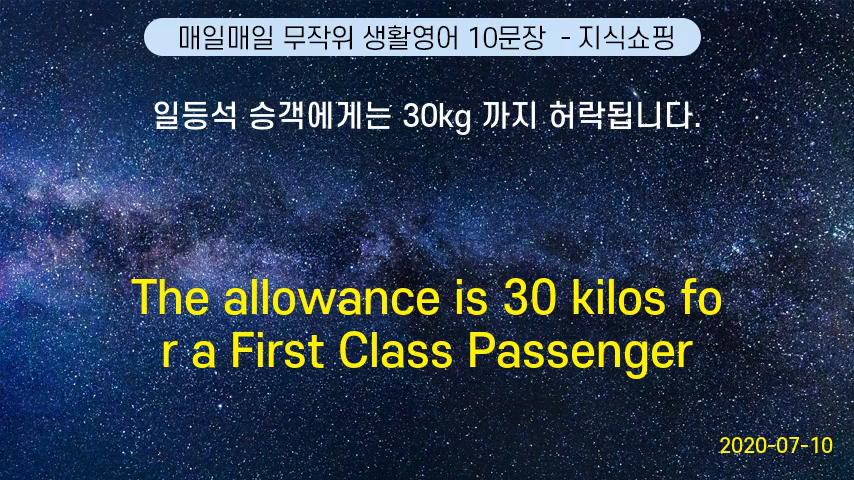 매일매일 무작위 생활영어 10문장 - 지식쇼핑
일등석 승객에게는 30kg 까지 허락됩니다.
The allowance is 30 kilos fo
r a First Class Passenger
2020-07-10